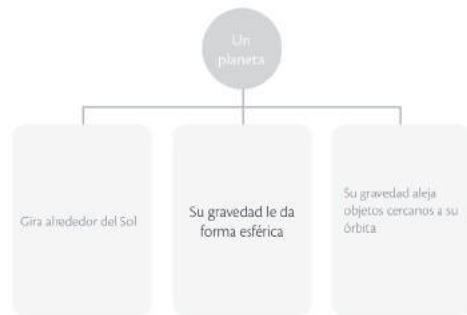 Un
planeta
Gira alrededor del Sol
Su gravedad le da
forma esférica
Su gravedad aleja
objetos cercanos a su
órbita